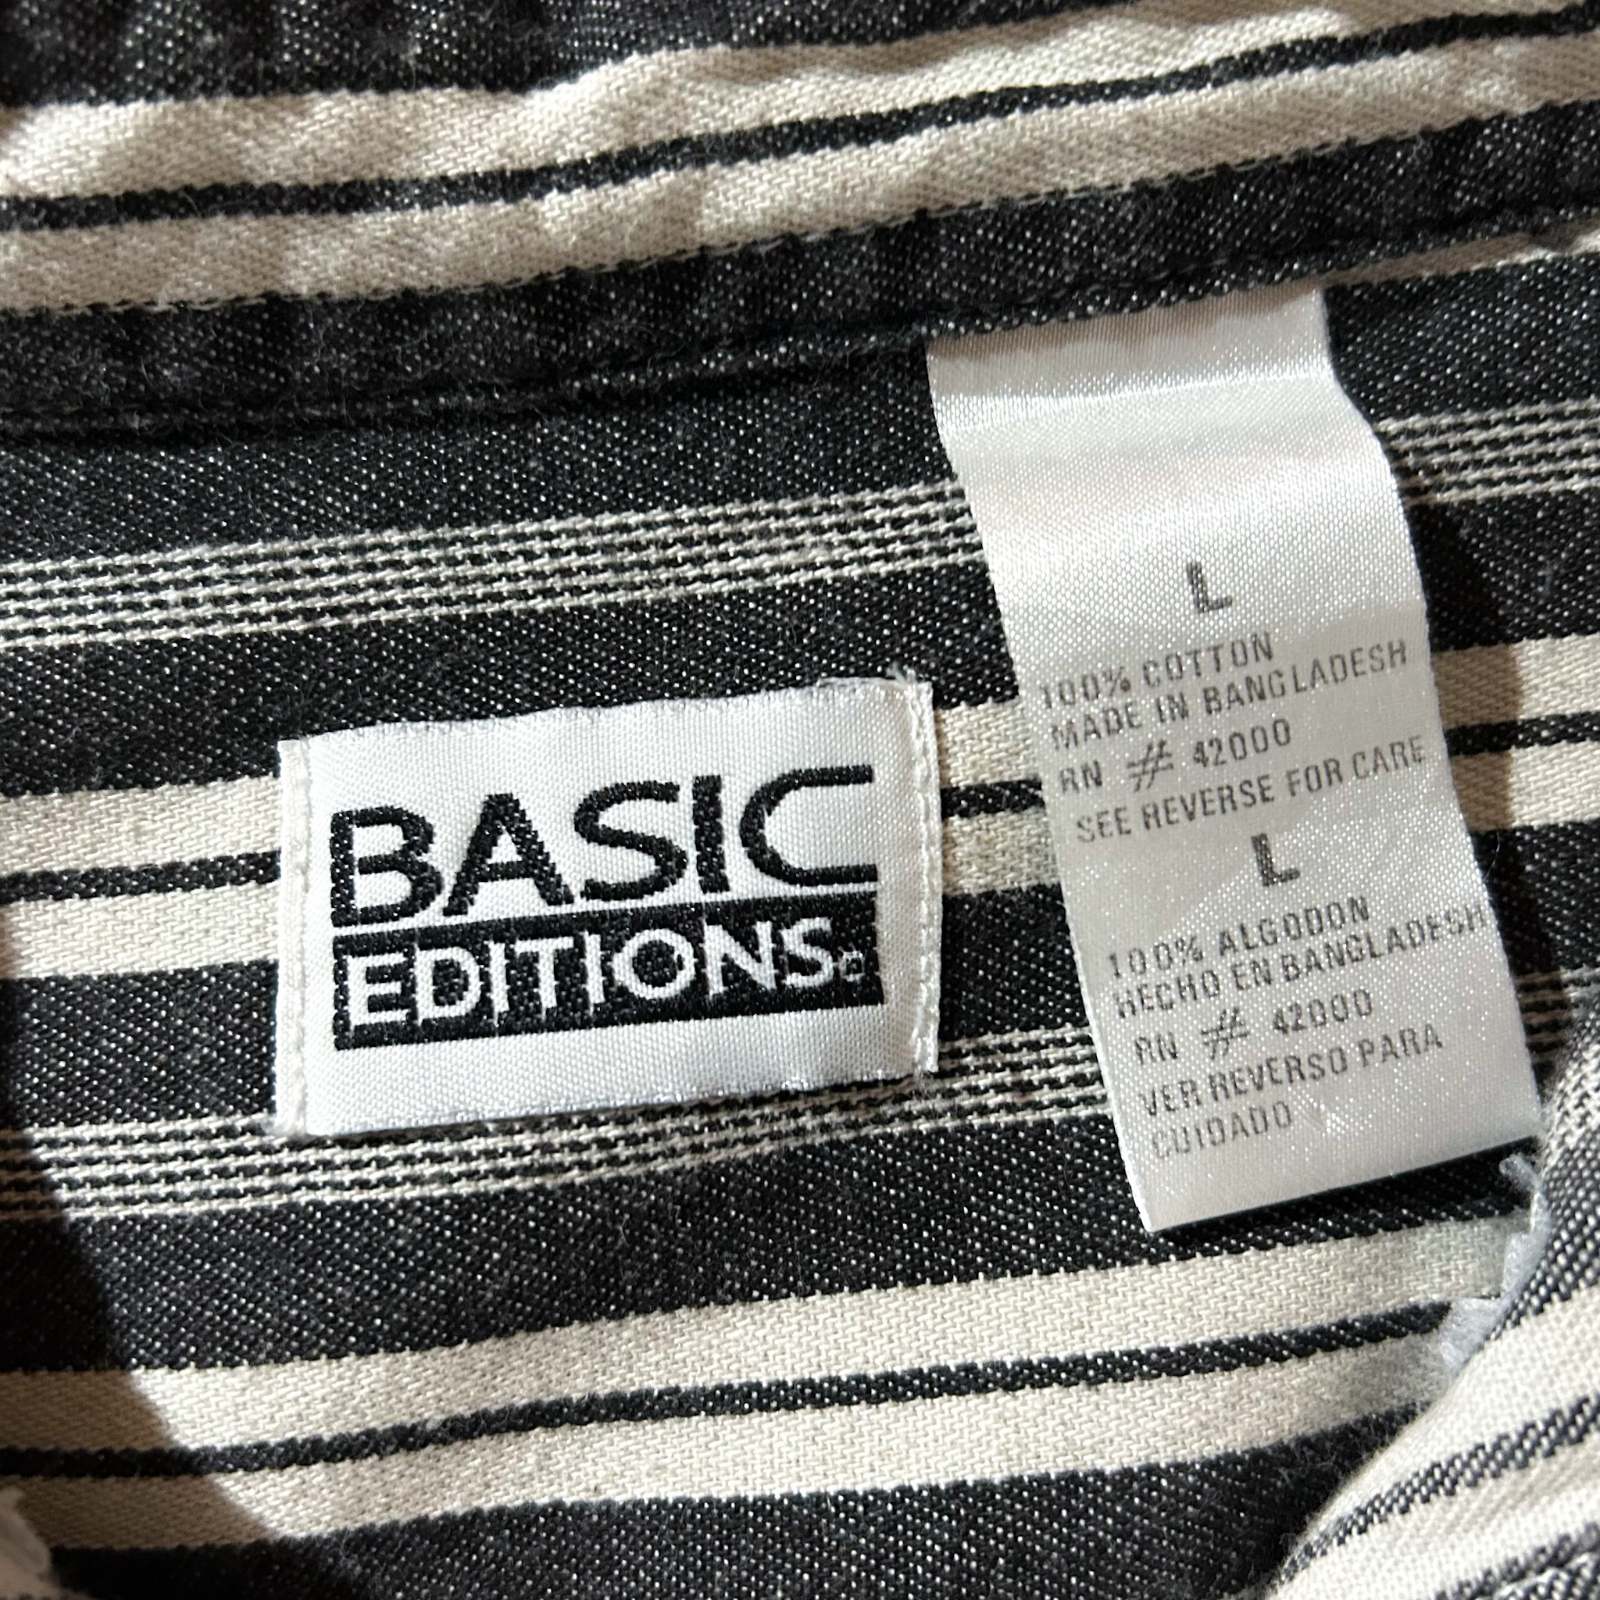 BASIC
EDITIONS
L
100% COTTON
MADE IN BANGLADESH
RN # 42000
SEE REVERSE FOR CARE
L
100% ALGODON
HECHO EN BANGLADESH
RN # 42000
VER REVERSO PARA
CUIDADO